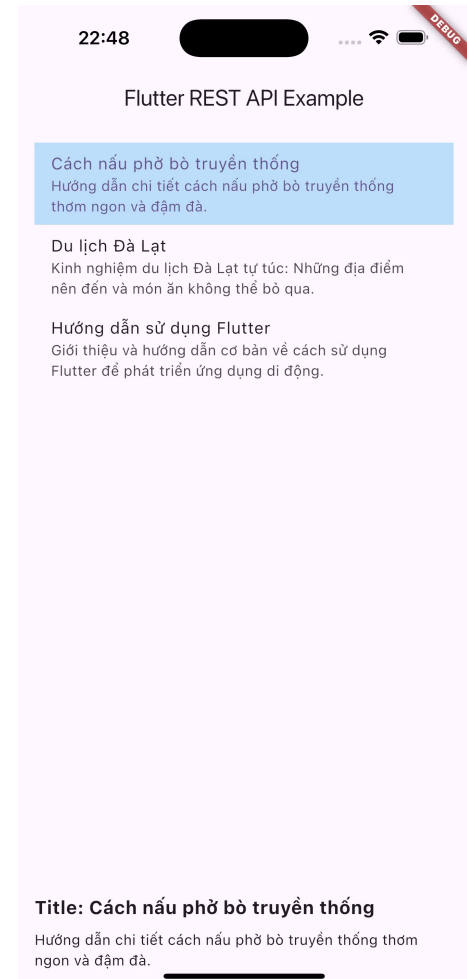 22:48
DEBUG
Flutter REST API Example
Cách nấu phở bò truyền thống
Hướng dẫn chi tiết cách nấu phở bò truyền thống
thơm ngon và đậm đà.
Du lịch Đà Lạt
Kinh nghiệm du lịch Đà Lạt tự túc: Những địa điểm
nên đến và món ăn không thể bỏ qua.
Hướng dẫn sử dụng Flutter
Giới thiệu và hướng dẫn cơ bản về cách sử dụng
Flutter để phát triển ứng dụng di động.
Title: Cách nấu phở bò truyền thống
Hướng dẫn chi tiết cách nấu phở bò truyền thống thơm
ngon và đậm đà.